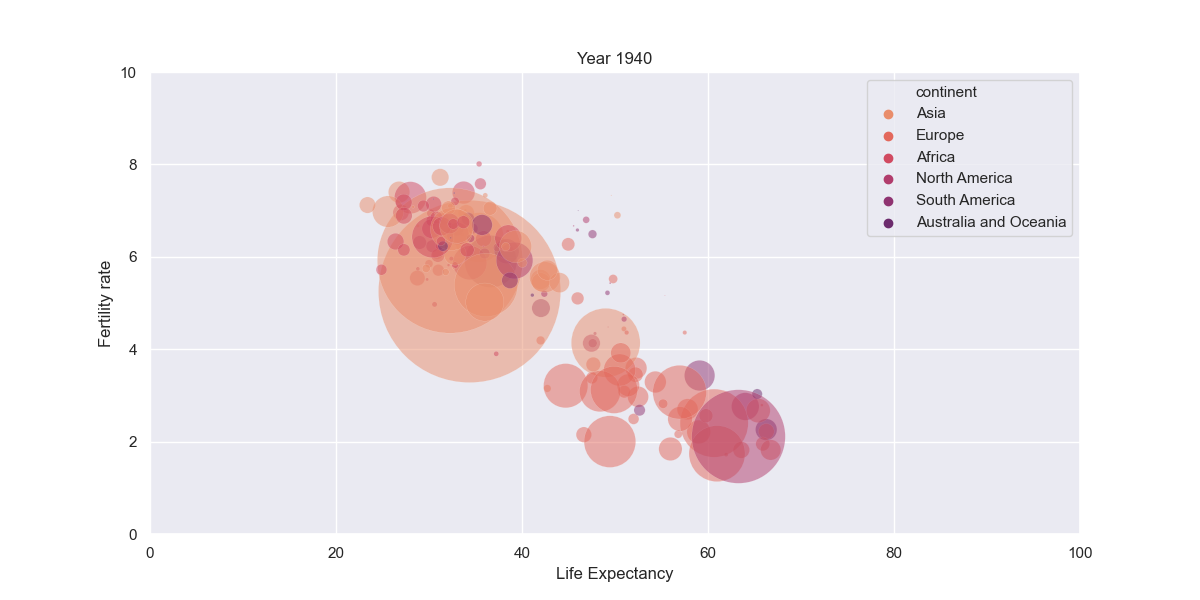 Year 1940
10
8
6
4
2
0
Fertility rate
0 20 40 60 80 100
Life Expectancy
continent
Asia
Europe
Africa
North America
South America
Australia and Oceania